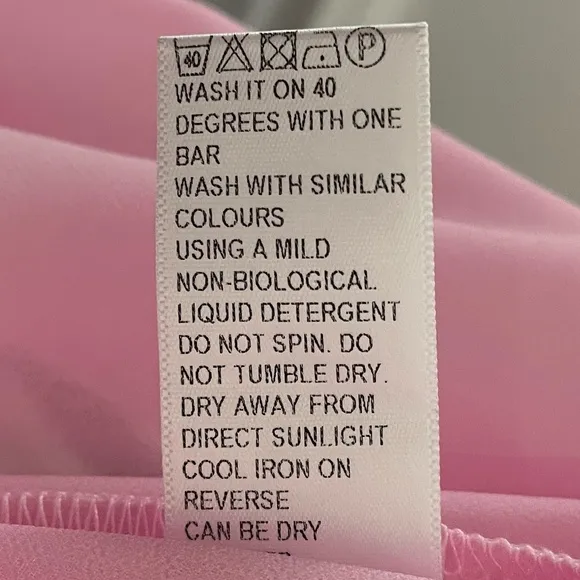 40 P
WASH IT ON 40
DEGREES WITH ONE
BAR
WASH WITH SIMILAR
COLOURS
USING A MILD
NON-BIOLOGICAL
LIQUID DETERGENT
DO NOT SPIN. DO
NOT TUMBLE DRY.
DRY AWAY FROM
DIRECT SUNLIGHT
COOL IRON ON
REVERSE
CAN BE DRY